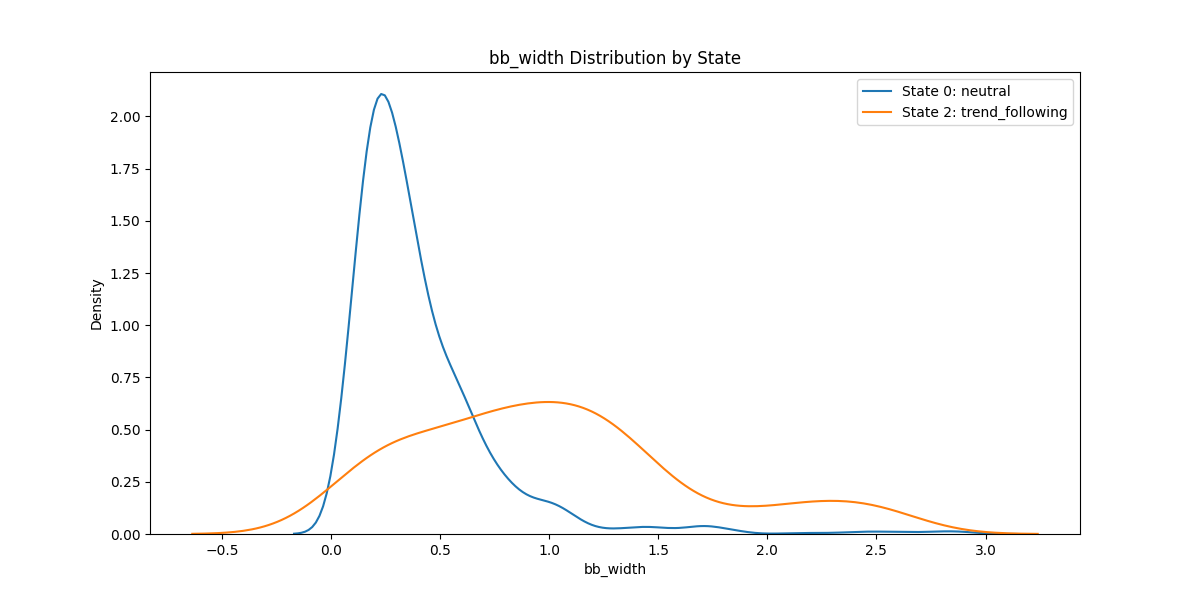 bb_width Distribution by State
State 0: neutral
State 2: trend_following
2.00
1.75
1.50
1.25
1.00
0.75
0.50
0.25
0.00
Density
−0.5 0.0 0.5 1.0 1.5 2.0 2.5 3.0
bb_width